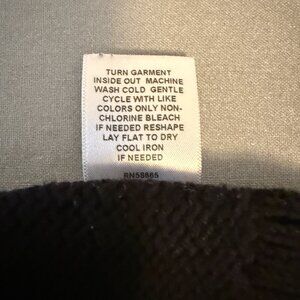 TURN GARMENT
INSIDE OUT MACHINE
WASH COLD GENTLE
CYCLE WITH LIKE
COLORS ONLY NON-
CHLORINE BLEACH
IF NEEDED RESHAPE
LAY FLAT TO DRY
COOL IRON
IF NEEDED